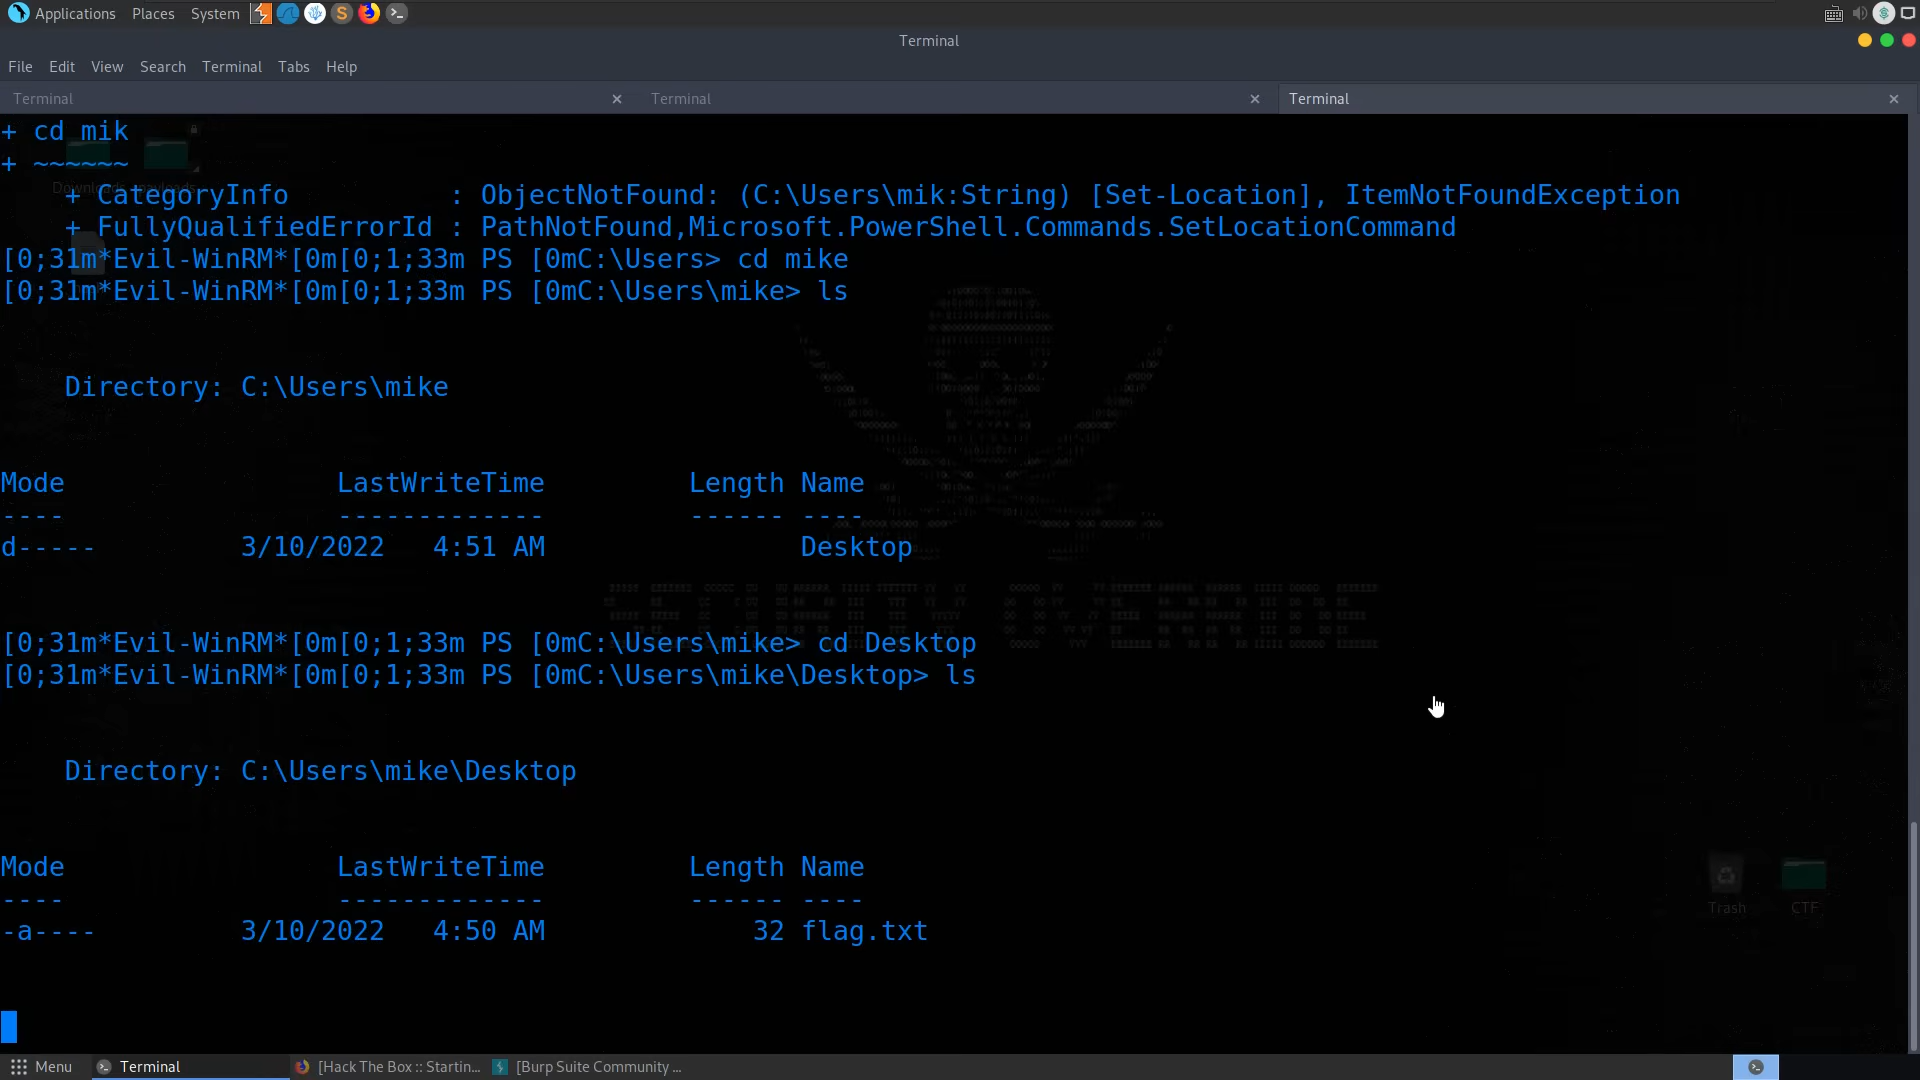 Applications Places System
Terminal
File Edit View Search Terminal Tabs Help
Terminal × Terminal × Terminal ×
+ cd mik
+ ~~~~~~
    + CategoryInfo          : ObjectNotFound: (C:\Users\mik:String) [Set-Location], ItemNotFoundException
    + FullyQualifiedErrorId : PathNotFound,Microsoft.PowerShell.Commands.SetLocationCommand
[0;31m*Evil-WinRM*[0m[0;1;33m PS [0mC:\Users> cd mike
[0;31m*Evil-WinRM*[0m[0;1;33m PS [0mC:\Users\mike> ls
    Directory: C:\Users\mike
Mode                 LastWriteTime         Length Name
----                 -------------         ------ ----
d-----         3/10/2022   4:51 AM                Desktop
[0;31m*Evil-WinRM*[0m[0;1;33m PS [0mC:\Users\mike> cd Desktop
[0;31m*Evil-WinRM*[0m[0;1;33m PS [0mC:\Users\mike\Desktop> ls
    Directory: C:\Users\mike\Desktop
Mode                 LastWriteTime         Length Name
----                 -------------         ------ ----
-a----         3/10/2022   4:50 AM             32 flag.txt
Trash CTF
Menu Terminal [Hack The Box :: Startin... [Burp Suite Community ...